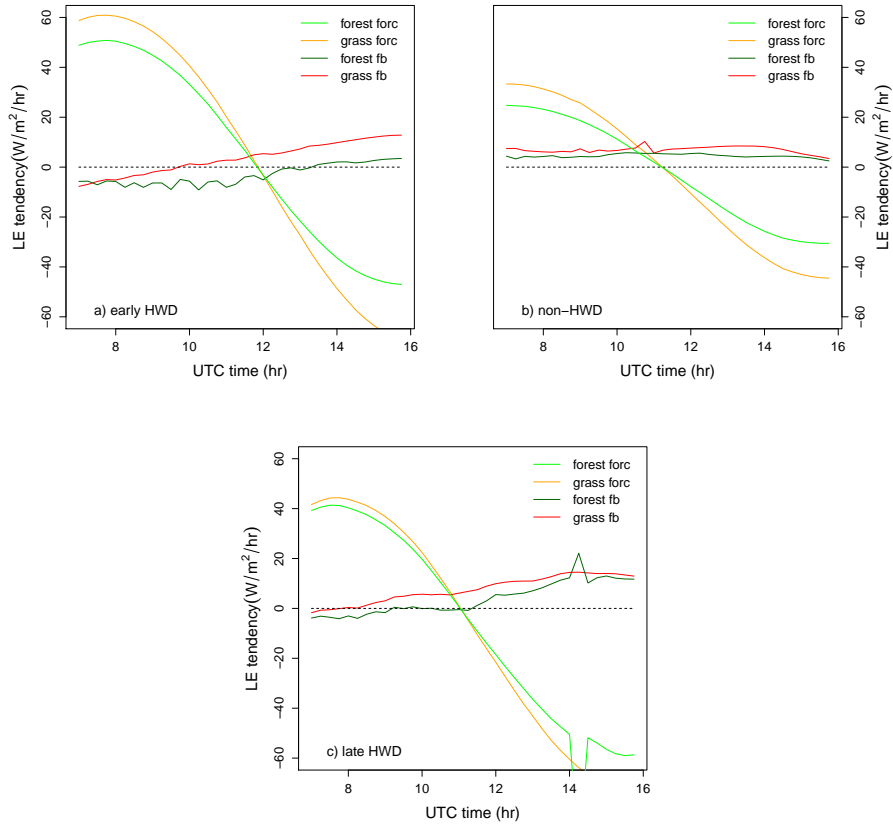 60
40
20
0
−20
−40
−60
LE tendency(W/m²/hr)
forest forc
grass forc
forest fb
grass fb
a) early HWD
8 10 12 14 16
UTC time (hr)
forest forc
grass forc
forest fb
grass fb
b) non−HWD
60
40
20
0
−20
−40
−60
LE tendency(W/m²/hr)
8 10 12 14 16
UTC time (hr)
60
40
20
0
−20
−40
−60
LE tendency(W/m²/hr)
forest forc
grass forc
forest fb
grass fb
c) late HWD
8 10 12 14 16
UTC time (hr)